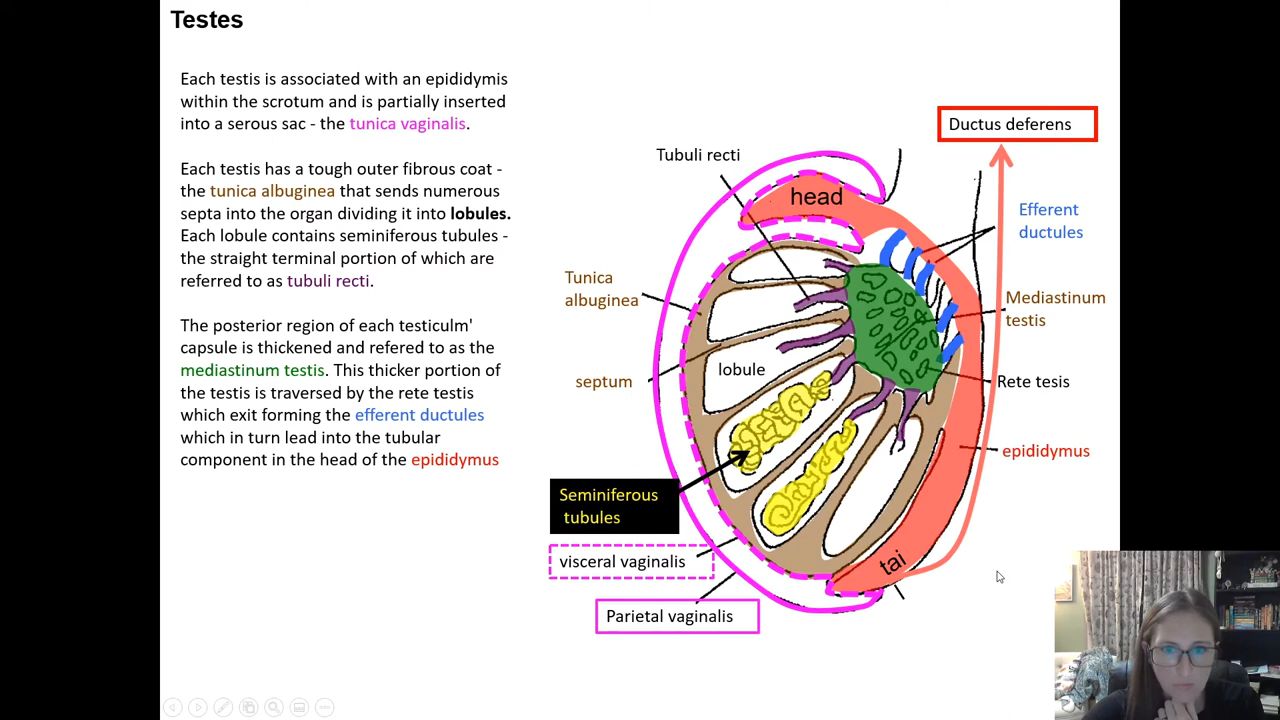 Testes
Each testis is associated with an epididymis
within the scrotum and is partially inserted
into a serous sac - the tunica vaginalis.
Each testis has a tough outer fibrous coat -
the tunica albuginea that sends numerous
septa into the organ dividing it into lobules.
Each lobule contains seminiferous tubules -
the straight terminal portion of which are
referred to as tubuli recti.
The posterior region of each testiculm'
capsule is thickened and refered to as the
mediastinum testis. This thicker portion of
the testis is traversed by the rete testis
which exit forming the efferent ductules
which in turn lead into the tubular
component in the head of the epididymus
Ductus deferens
Tubuli recti
head
Efferent
ductules
Tunica
albuginea
Mediastinum
testis
septum
lobule
Rete tesis
epididymus
Seminiferous
tubules
visceral vaginalis
tai
Parietal vaginalis